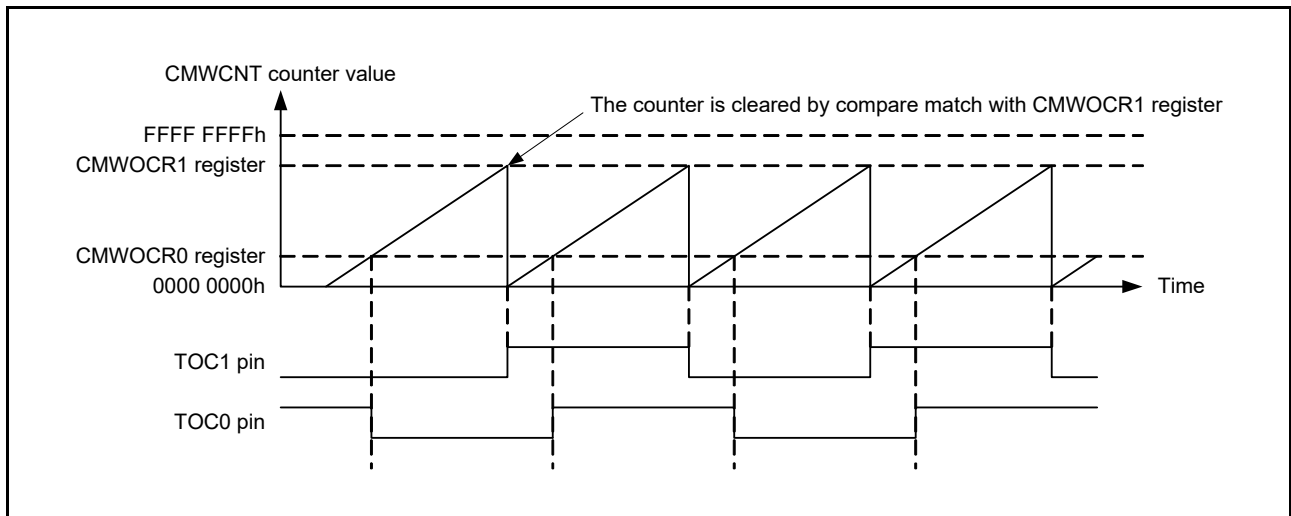 CMWCNT counter value
The counter is cleared by compare match with CMWOCR1 register
FFFF FFFFh
CMWOCR1 register
CMWOCR0 register
0000 0000h
Time
TOC1 pin
TOC0 pin